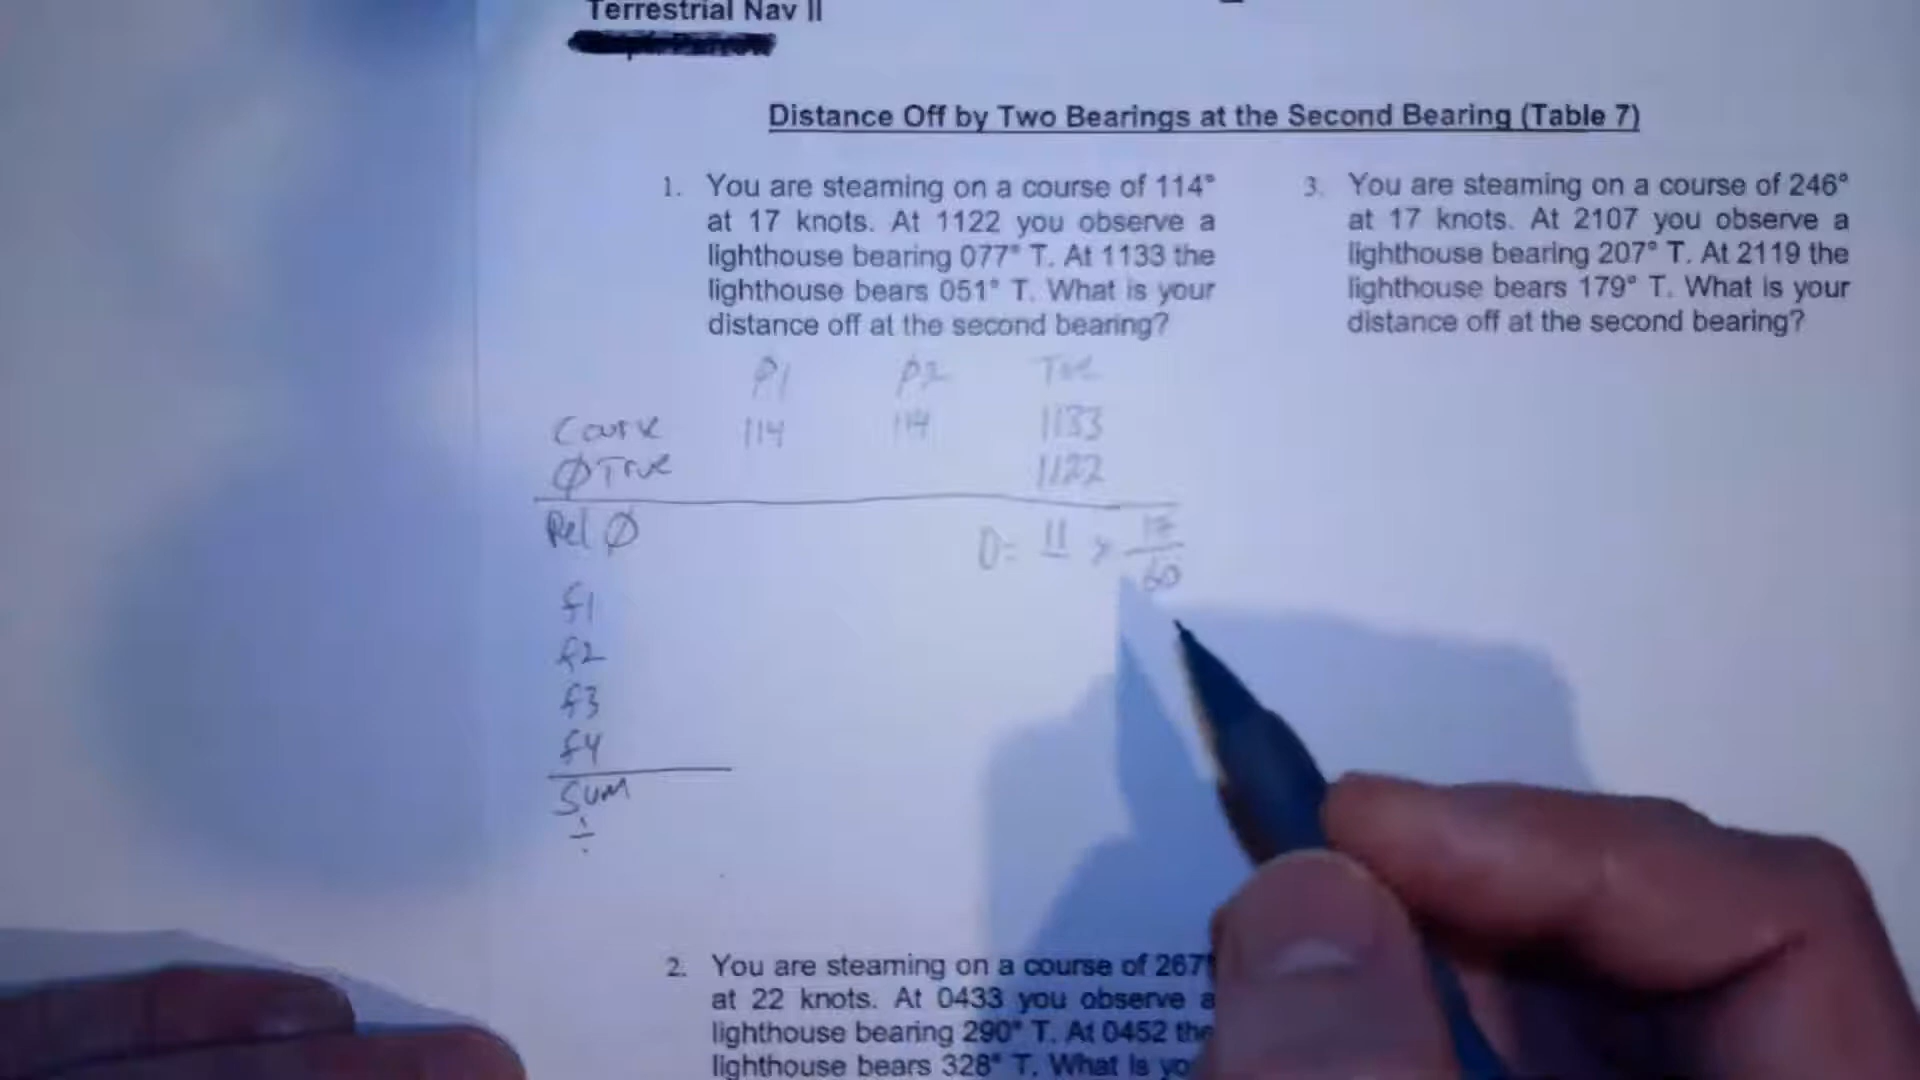 Terrestrial Nav II
Distance Off by Two Bearings at the Second Bearing (Table 7)
1. You are steaming on a course of 114°
at 17 knots. At 1122 you observe a
lighthouse bearing 077° T. At 1133 the
lighthouse bears 051° T. What is your
distance off at the second bearing?
Course 114 114 1133
Ø True 1122
Rel Ø D= 11 × 17
60
f1
f2
f3
f4
Sum
÷
2. You are steaming on a course of 267°
at 22 knots. At 0433 you observe a
lighthouse bearing 290° T. At 0452 the
lighthouse bears 328° T. What is
3. You are steaming on a course of 246°
at 17 knots. At 2107 you observe a
lighthouse bearing 207° T. At 2119 the
lighthouse bears 179° T. What is your
distance off at the second bearing?